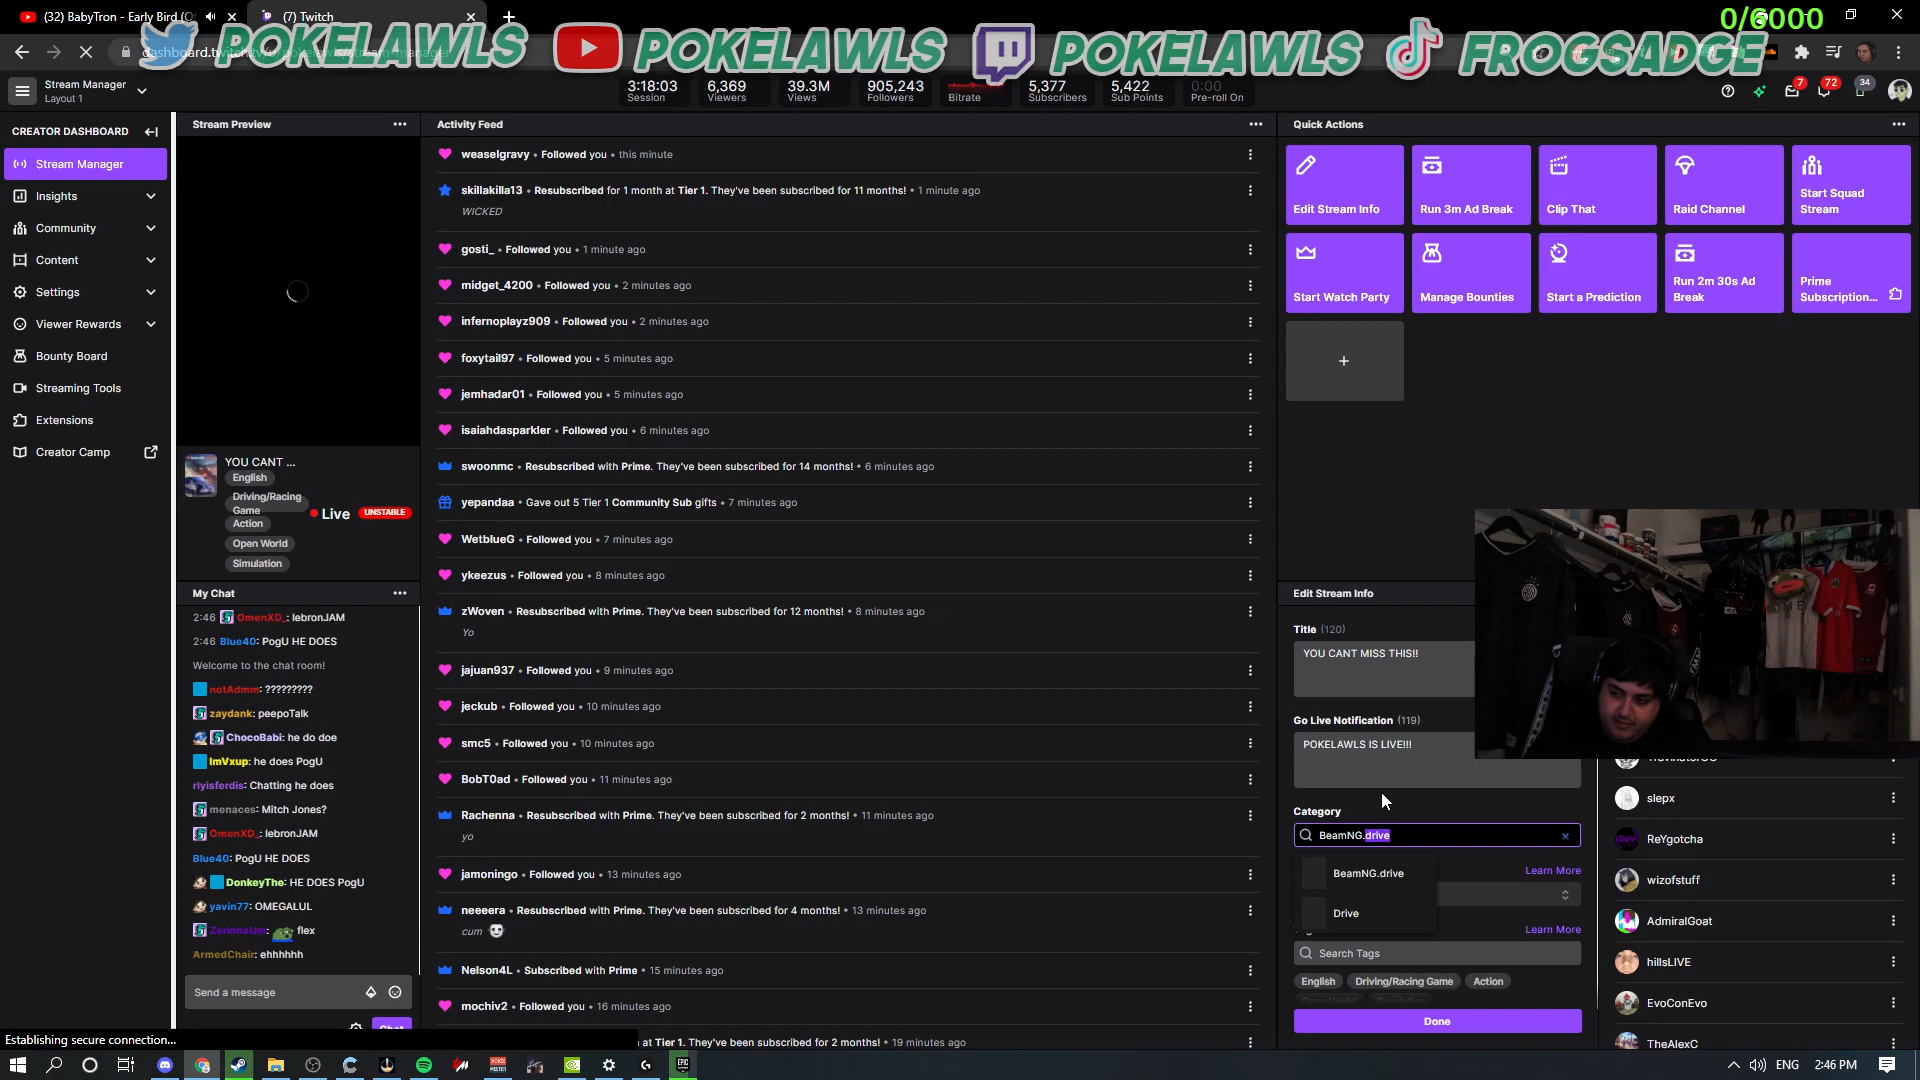 (32) BabyTron - Early Bird (O
(7) Twitch
0/6000
POKELAWLS
POKELAWLS
POKELAWLS
FROGSADGE
Stream Manager
Layout 1
3:18:03
Session
6,369
Viewers
39.3M
Views
905,243
Followers
Bitrate
5,377
Subscribers
5,422
Sub Points
0:00
Pre-roll On
7
72
34
CREATOR DASHBOARD
Stream Manager
Insights
Community
Content
Settings
Viewer Rewards
Bounty Board
Streaming Tools
Extensions
Creator Camp
Stream Preview
YOU CANT ...
English
Driving/Racing
Game
Action
Open World
Simulation
Live
UNSTABLE
My Chat
2:46 OmenXD_: lebronJAM
2:46 Blue40: PogU HE DOES
Welcome to the chat room!
notAdmm: ?????????
zaydank: peepoTalk
ChocoBabi: he do doe
ImVxup: he does PogU
rlyisferdis: Chatting he does
menaces: Mitch Jones?
OmenXD_: lebronJAM
Blue40: PogU HE DOES
DonkeyThe: HE DOES PogU
yavin77: OMEGALUL
ZerinhoUm: flex
ArmedChair: ehhhhhh
Send a message
Chat
Establishing secure connection...
Activity Feed
weaselgravy • Followed you • this minute
skillakilla13 • Resubscribed for 1 month at Tier 1. They've been subscribed for 11 months! • 1 minute ago
WICKED
gosti_ • Followed you • 1 minute ago
midget_4200 • Followed you • 2 minutes ago
infernoplayz909 • Followed you • 2 minutes ago
foxytail97 • Followed you • 5 minutes ago
jemhadar01 • Followed you • 5 minutes ago
isaiahdasparkler • Followed you • 6 minutes ago
swoonmc • Resubscribed with Prime. They've been subscribed for 14 months! • 6 minutes ago
yepandaa • Gave out 5 Tier 1 Community Sub gifts • 7 minutes ago
WetblueG • Followed you • 7 minutes ago
ykeezus • Followed you • 8 minutes ago
zWoven • Resubscribed with Prime. They've been subscribed for 12 months! • 8 minutes ago
Yo
jajuan937 • Followed you • 9 minutes ago
jeckub • Followed you • 10 minutes ago
smc5 • Followed you • 10 minutes ago
BobT0ad • Followed you • 11 minutes ago
Rachenna • Resubscribed with Prime. They've been subscribed for 2 months! • 11 minutes ago
yo
jamoningo • Followed you • 13 minutes ago
neeeera • Resubscribed with Prime. They've been subscribed for 4 months! • 13 minutes ago
cum
Nelson4L • Subscribed with Prime • 15 minutes ago
mochiv2 • Followed you • 16 minutes ago
at Tier 1. They've been subscribed for 2 months! • 19 minutes ago
Quick Actions
Edit Stream Info
Run 3m Ad Break
Clip That
Raid Channel
Start Squad
Stream
Start Watch Party
Manage Bounties
Start a Prediction
Run 2m 30s Ad
Break
Prime
Subscription...
Edit Stream Info
Title (120)
YOU CANT MISS THIS!!
Go Live Notification (119)
POKELAWLS IS LIVE!!!
Category
BeamNG.drive
BeamNG.drive
Learn More
Drive
Learn More
Search Tags
English
Driving/Racing Game
Action
Done
slepx
ReYgotcha
wizofstuff
AdmiralGoat
hillsLIVE
EvoConEvo
TheAlexC
ENG
2:46 PM